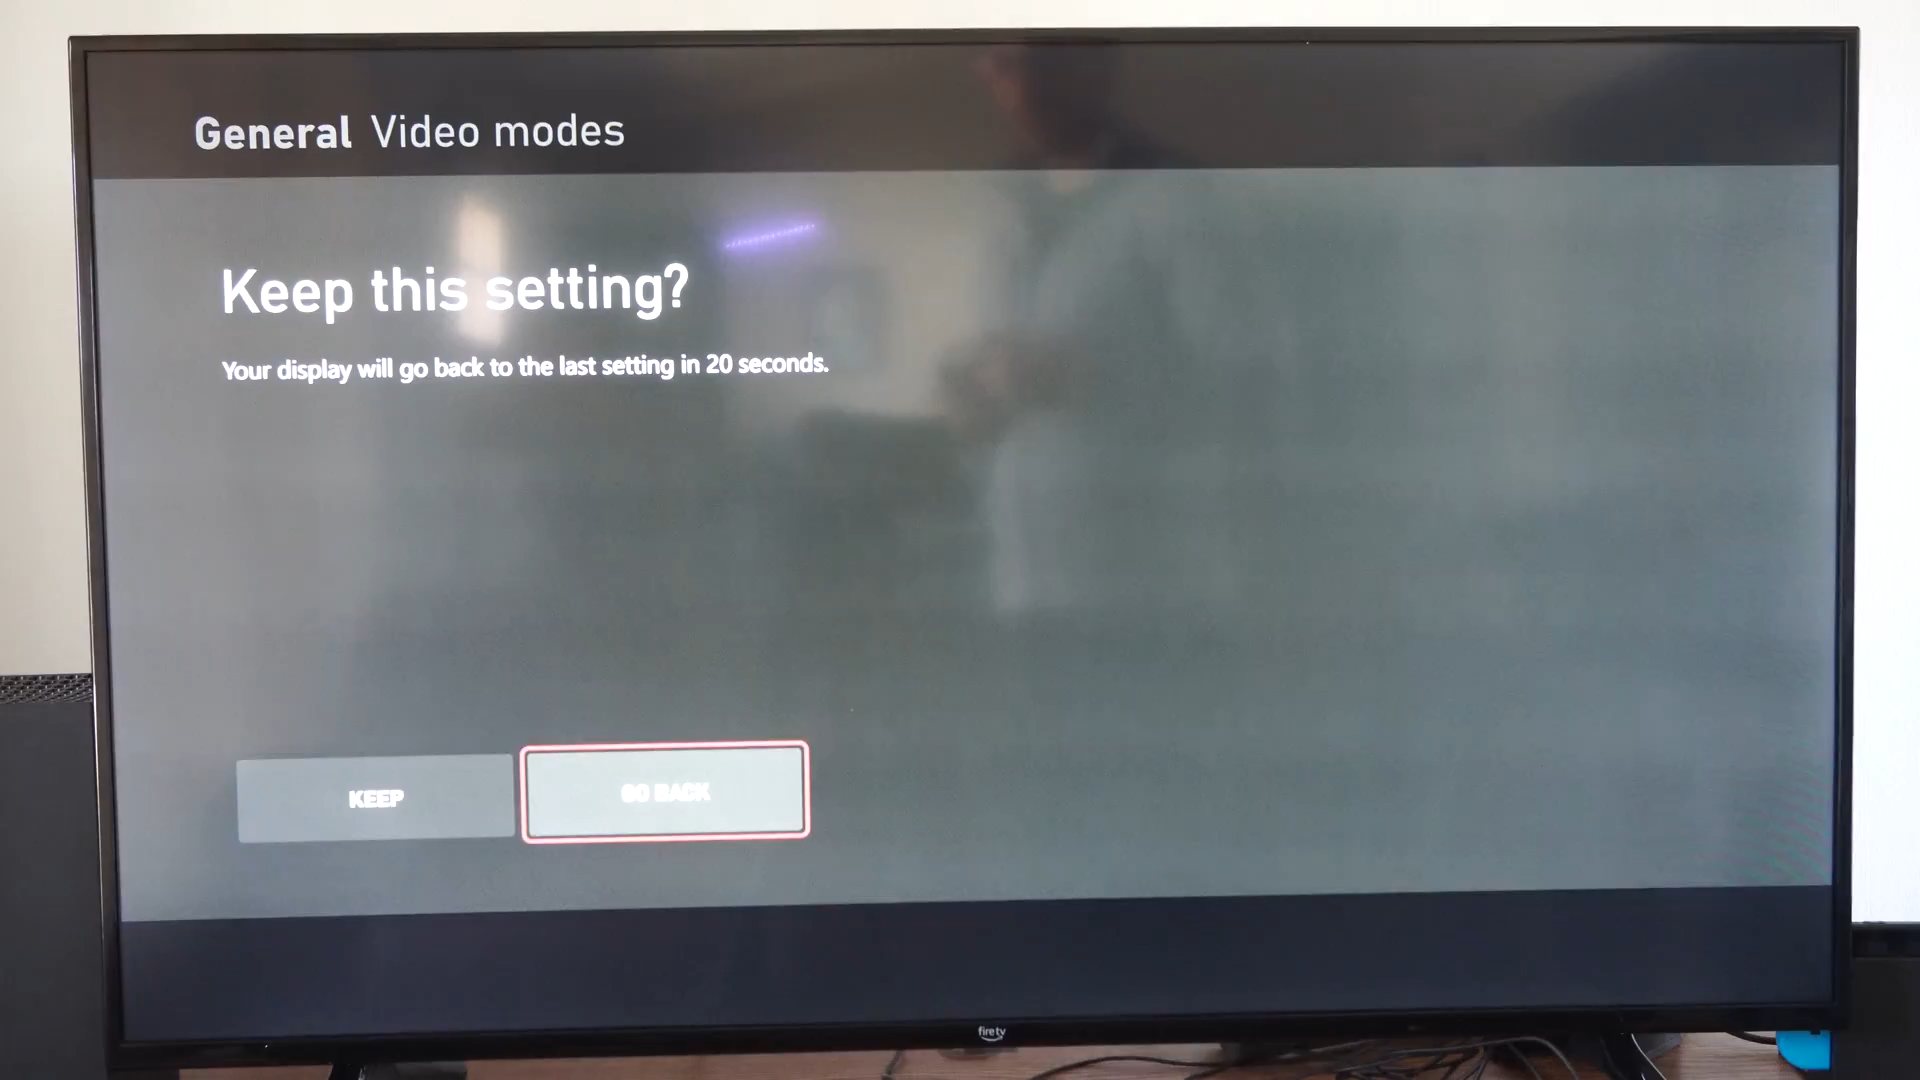 General Video modes
Keep this setting?
Your display will go back to the last setting in 20 seconds.
KEEP
GO BACK
firetv